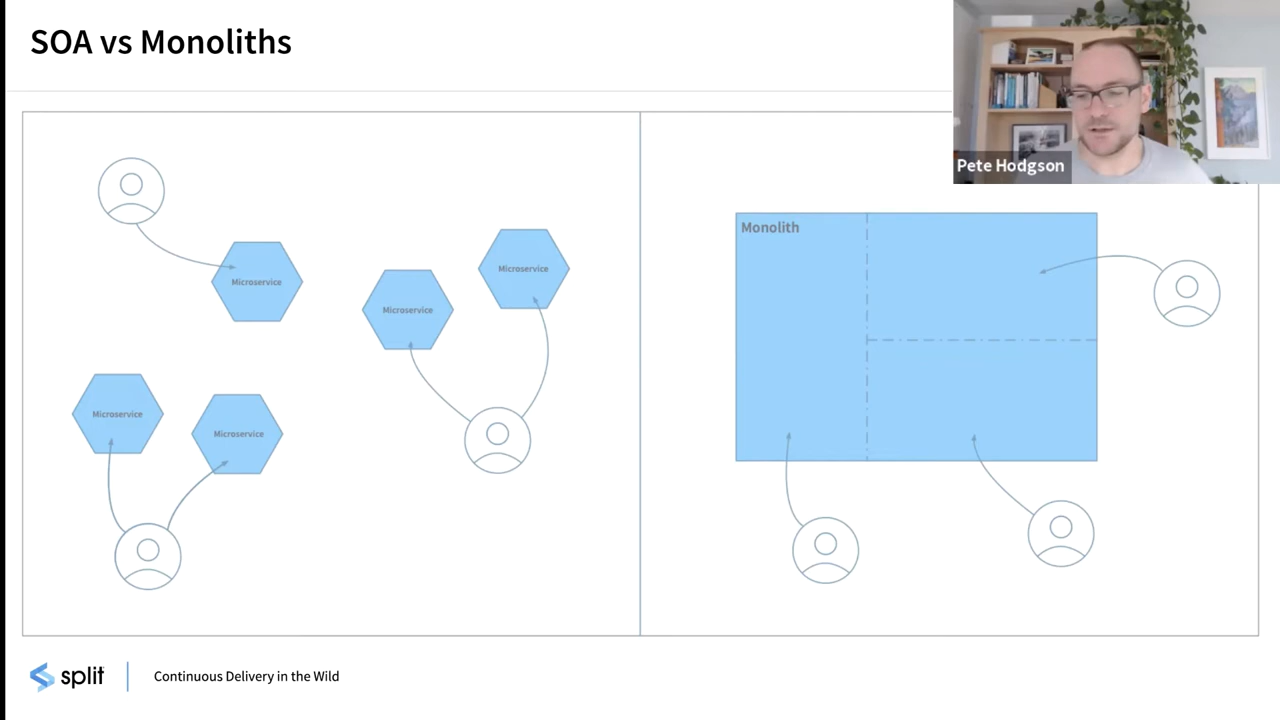 SOA vs Monoliths
Pete Hodgson
Microservice
Microservice
Microservice
Microservice
Microservice
Monolith
split
Continuous Delivery in the Wild